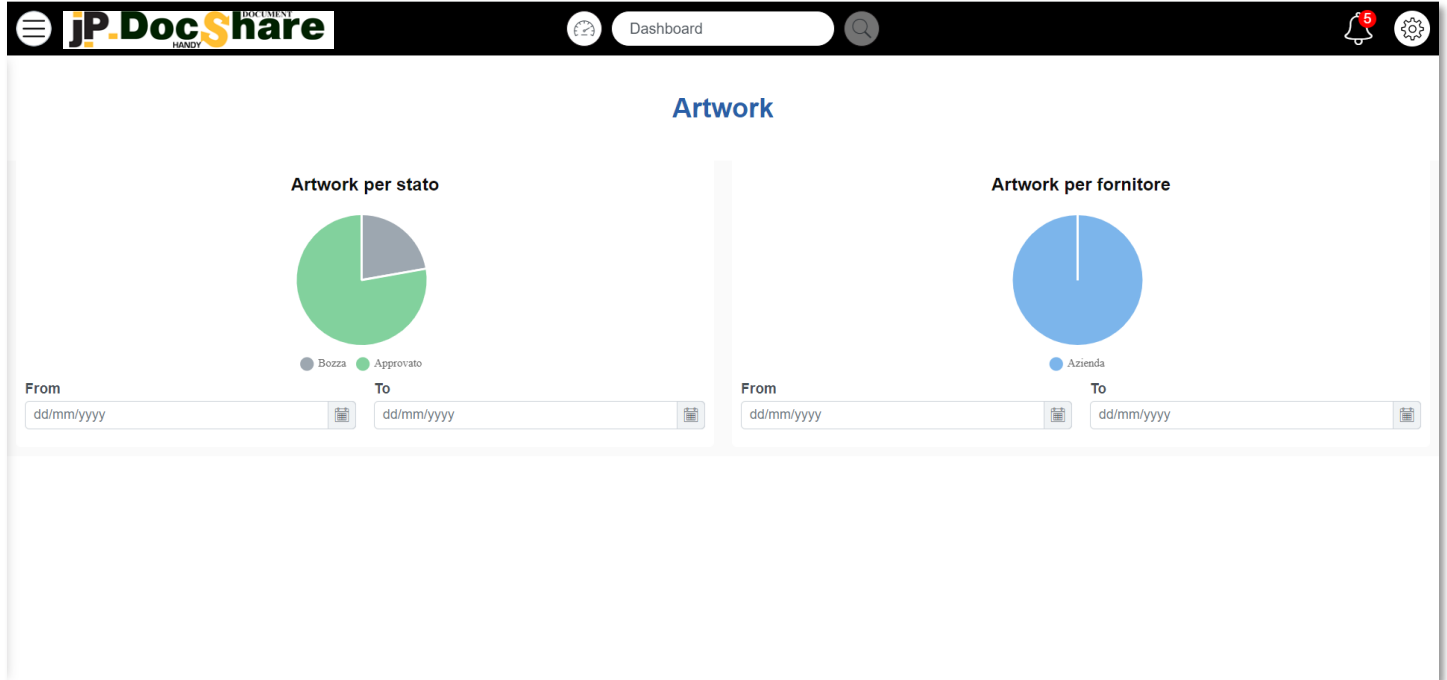 jP-DocShare
DOCUMENT
HANDY
Dashboard
5
Artwork
Artwork per stato
Bozza Approvato
From To
dd/mm/yyyy dd/mm/yyyy
Artwork per fornitore
Azienda
From To
dd/mm/yyyy dd/mm/yyyy